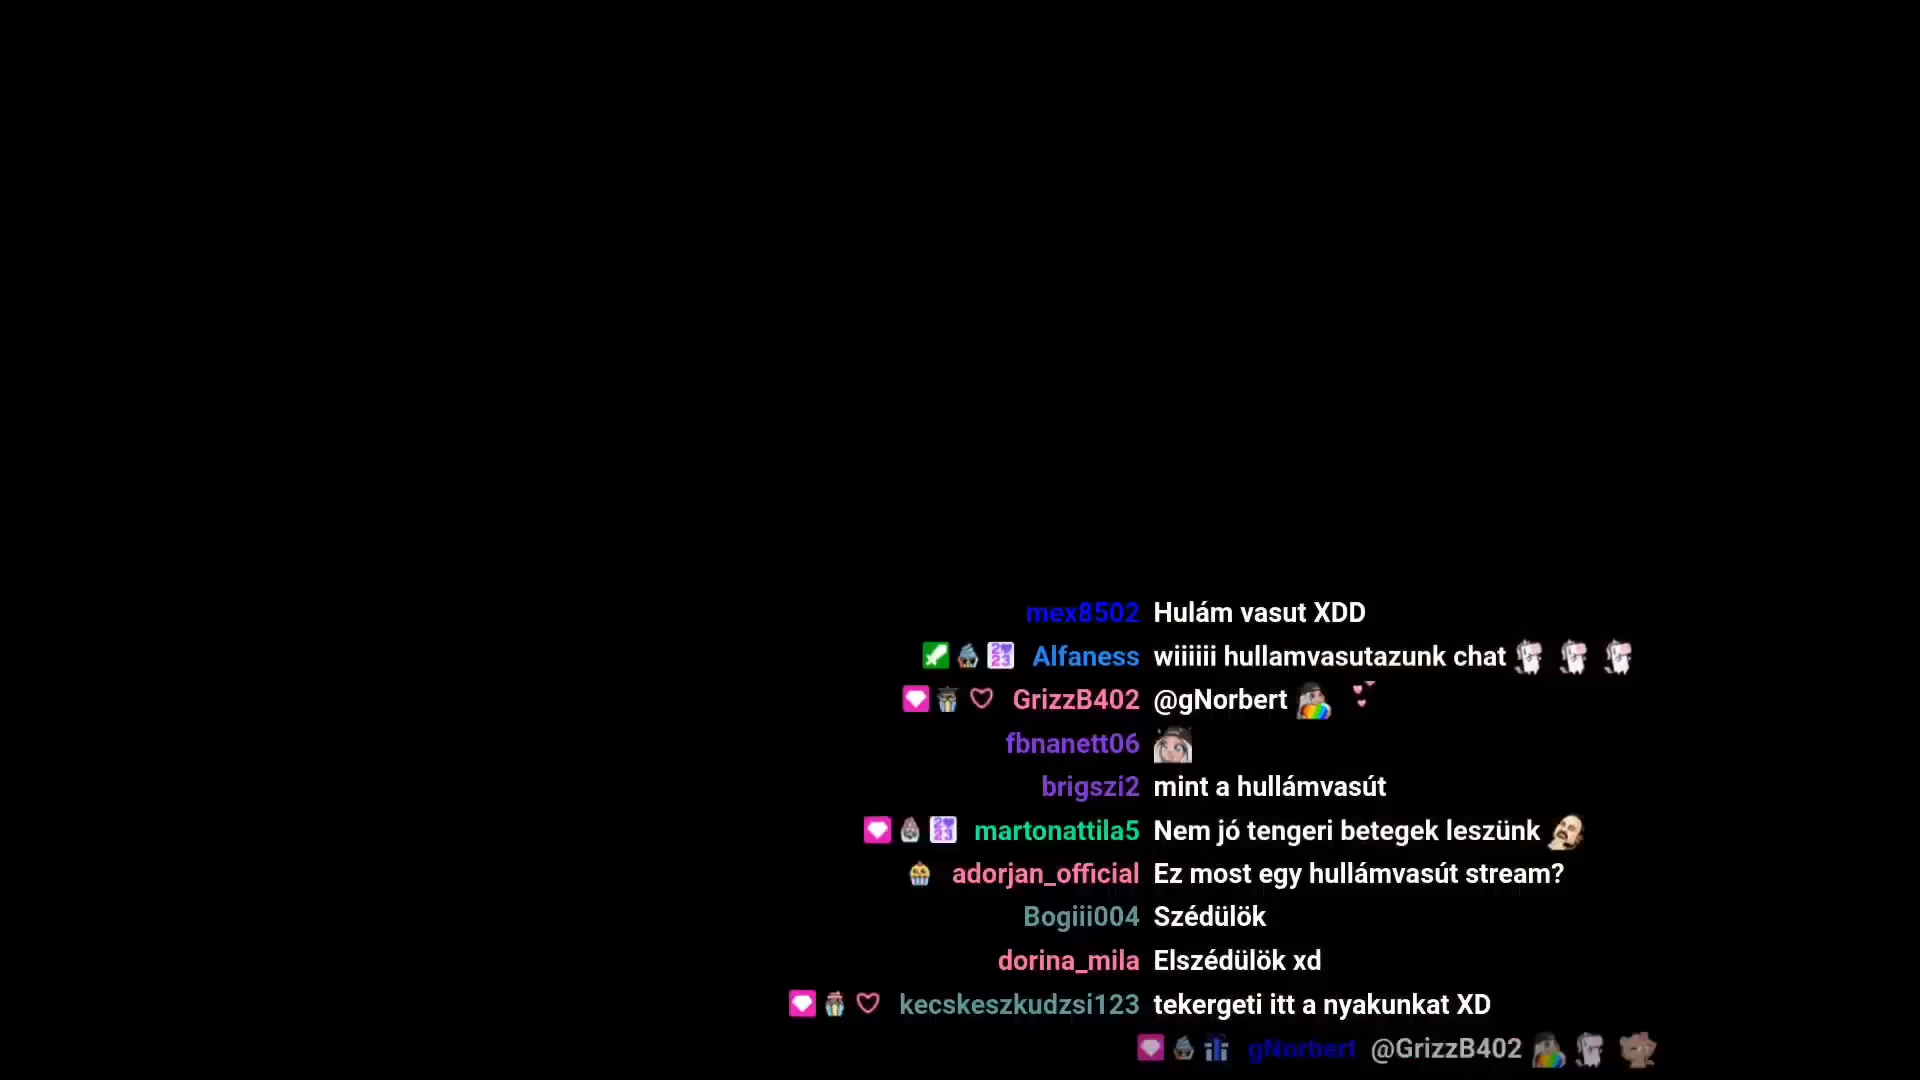 mex8502 Hulám vasut XDD
Alfaness wiiiiii hullamvasutazunk chat
GrizzB402 @gNorbert
fbnanett06
brigszi2 mint a hullámvasút
martonattila5 Nem jó tengeri betegek leszünk
adorjan_official Ez most egy hullámvasút stream?
Bogiii004 Szédülök
dorina_mila Elszédülök xd
kecskeszkudzsi123 tekergeti itt a nyakunkat XD
gNorbert @GrizzB402